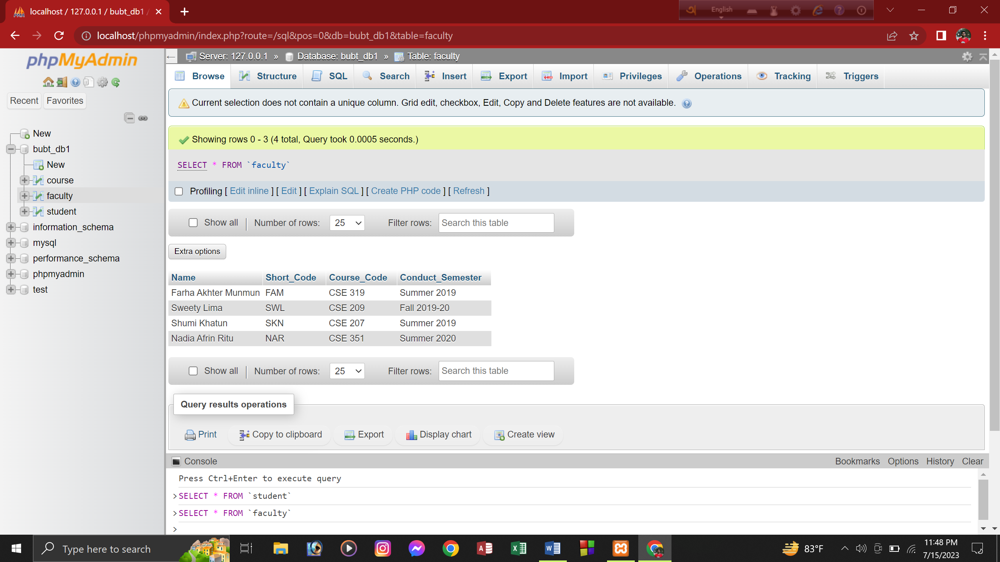 localhost / 127.0.0.1 / bubt_db1 /
English
localhost/phpmyadmin/index.php?route=/sql&pos=0&db=bubt_db1&table=faculty
phpMyAdmin
Recent Favorites
New
bubt_db1
New
course
faculty
student
information_schema
mysql
performance_schema
phpmyadmin
test
Server: 127.0.0.1 » Database: bubt_db1 » Table: faculty
Browse Structure SQL Search Insert Export Import Privileges Operations Tracking Triggers
Current selection does not contain a unique column. Grid edit, checkbox, Edit, Copy and Delete features are not available.
Showing rows 0 - 3 (4 total, Query took 0.0005 seconds.)
SELECT * FROM `faculty`
Profiling [ Edit inline ] [ Edit ] [ Explain SQL ] [ Create PHP code ] [ Refresh ]
Show all | Number of rows: 25 Filter rows: Search this table
Extra options
Name Short_Code Course_Code Conduct_Semester
Farha Akhter Munmun FAM CSE 319 Summer 2019
Sweety Lima SWL CSE 209 Fall 2019-20
Shumi Khatun SKN CSE 207 Summer 2019
Nadia Afrin Ritu NAR CSE 351 Summer 2020
Show all | Number of rows: 25 Filter rows: Search this table
Query results operations
Print Copy to clipboard Export Display chart Create view
Console Bookmarks Options History Clear
Press Ctrl+Enter to execute query
>SELECT * FROM `student`
>SELECT * FROM `faculty`
>
Type here to search
83°F
11:48 PM
7/15/2023